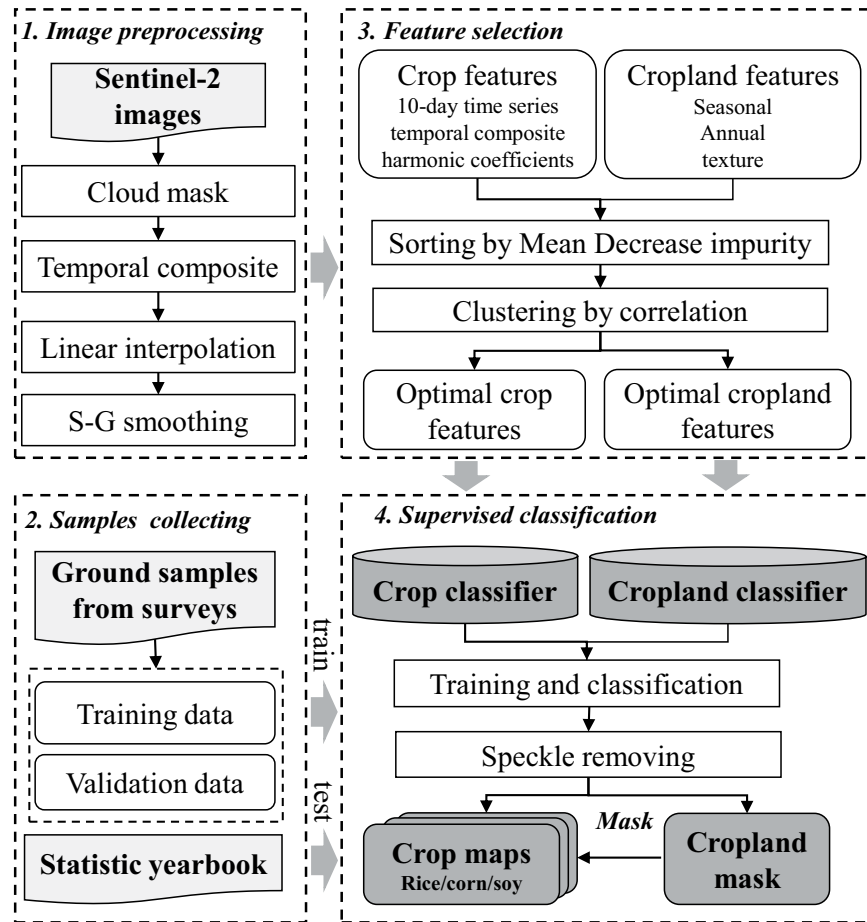 1. Image preprocessing
Sentinel-2
images
Cloud mask
Temporal composite
Linear interpolation
S-G smoothing
3. Feature selection
Crop features
10-day time series
temporal composite
harmonic coefficients
Cropland features
Seasonal
Annual
texture
Sorting by Mean Decrease impurity
Clustering by correlation
Optimal crop
features
Optimal cropland
features
2. Samples collecting
Ground samples
from surveys
Training data
Validation data
Statistic yearbook
train
test
4. Supervised classification
Crop classifier
Cropland classifier
Training and classification
Speckle removing
Crop maps
Rice/corn/soy
Mask
Cropland
mask